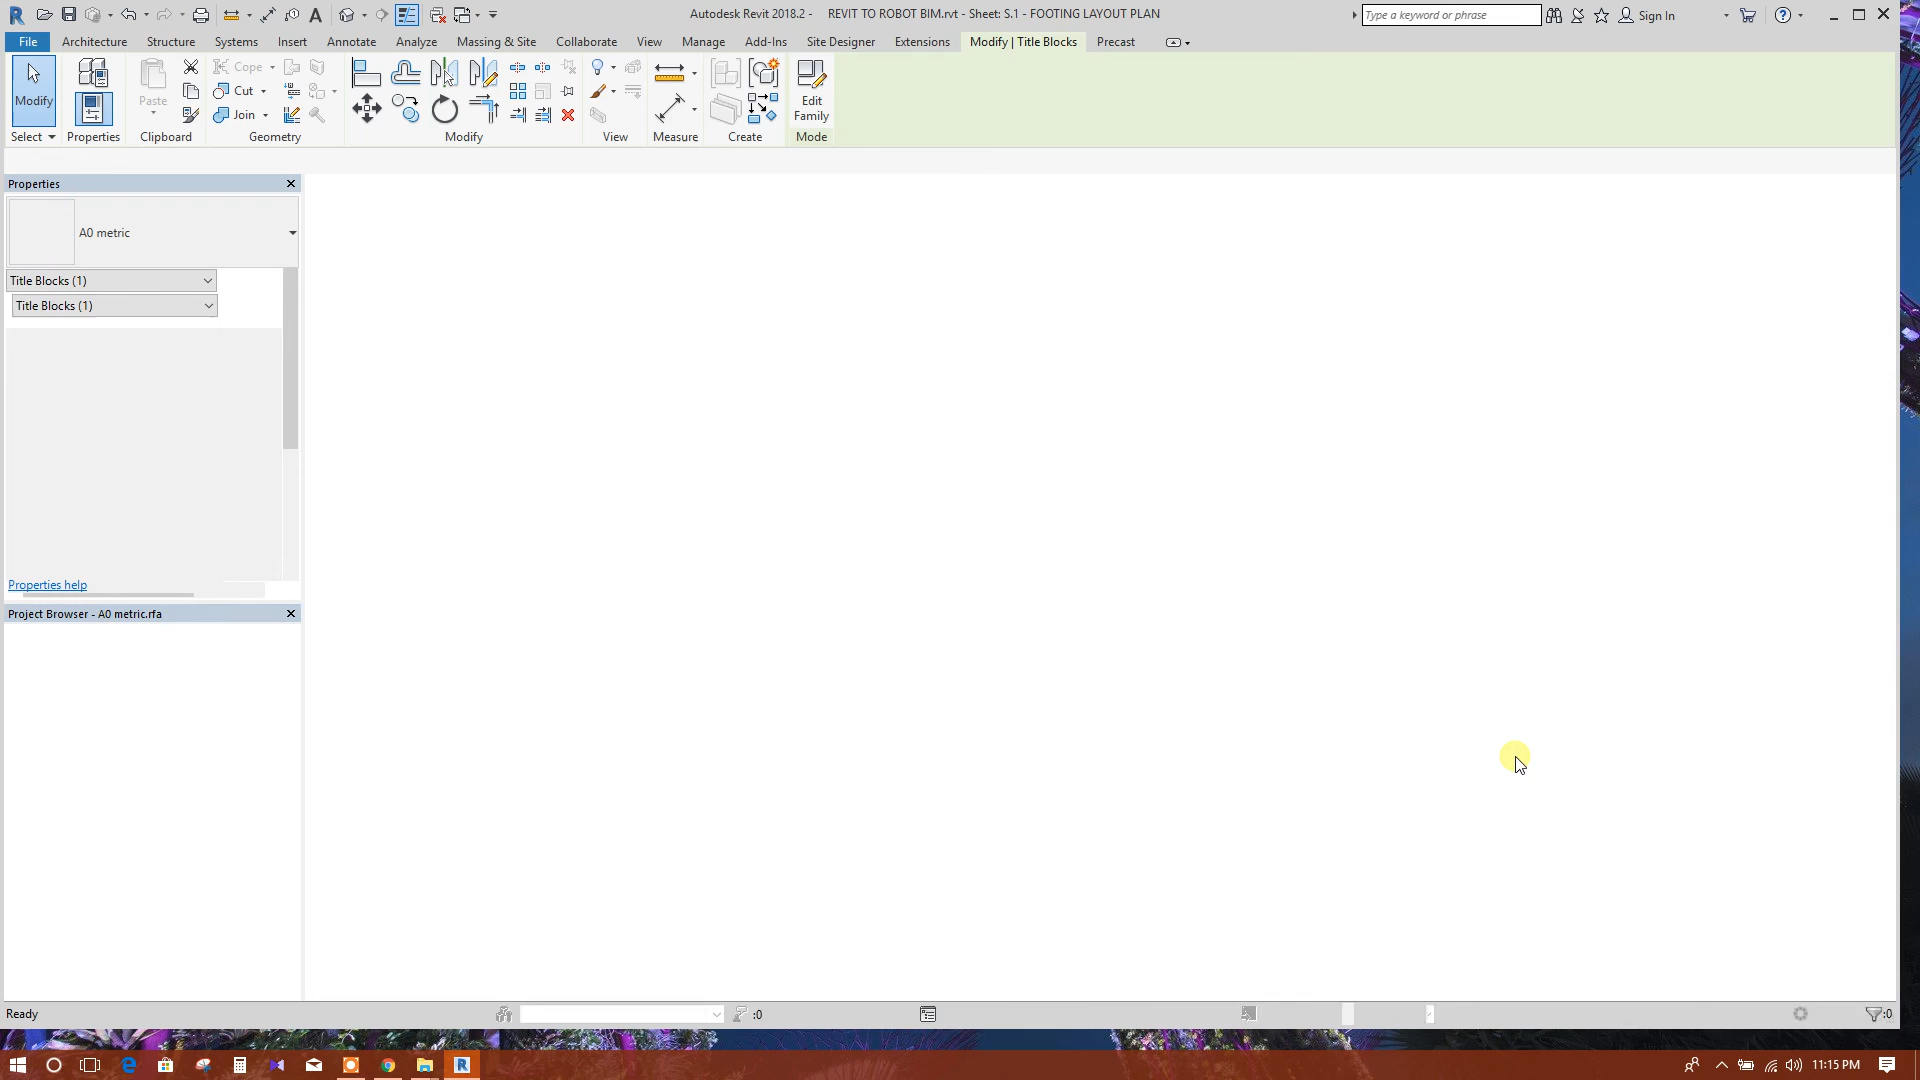 Autodesk Revit 2018.2 - REVIT TO ROBOT BIM.rvt - Sheet: S.1 - FOOTING LAYOUT PLAN
Type a keyword or phrase
Sign In
File Architecture Structure Systems Insert Annotate Analyze Massing & Site Collaborate View Manage Add-Ins Site Designer Extensions Modify | Title Blocks Precast
Modify
Paste
Cope
Cut
Join
Edit
Family
Select Properties Clipboard Geometry Modify View Measure Create Mode
Properties
A0 metric
Title Blocks (1)
Title Blocks (1)
Properties help
Project Browser - A0 metric.rfa
Ready
:0
:0
11:15 PM